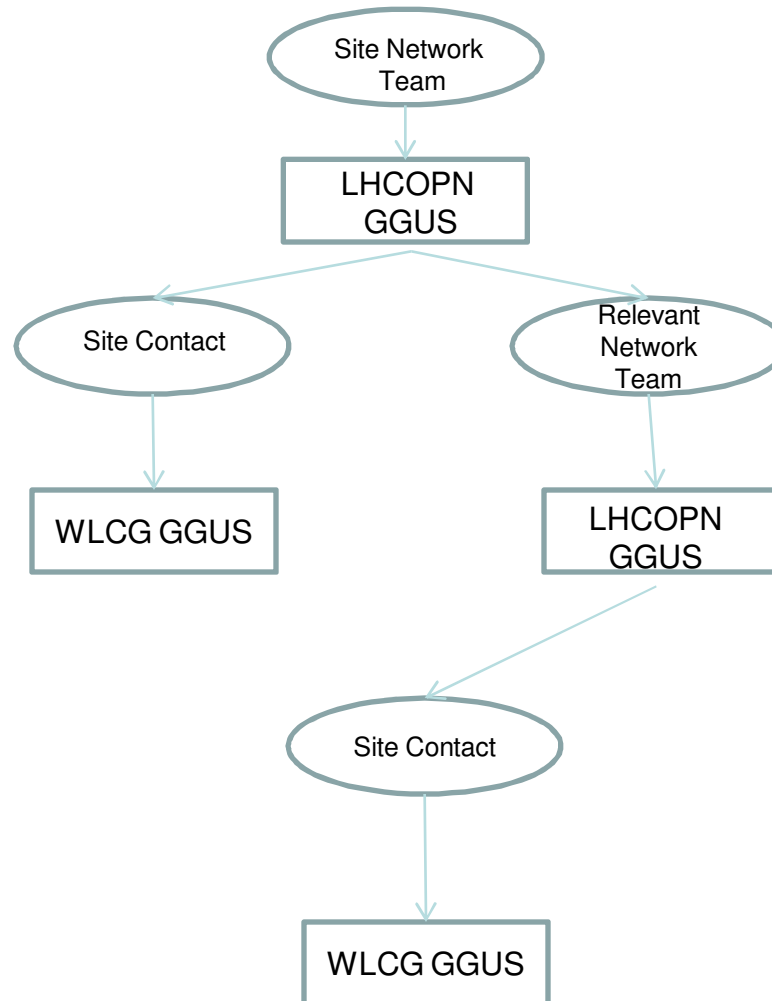 Site Network
Team
LHCOPN
GGUS
Site Contact
Relevant
Network
Team
WLCG GGUS
LHCOPN
GGUS
Site Contact
WLCG GGUS